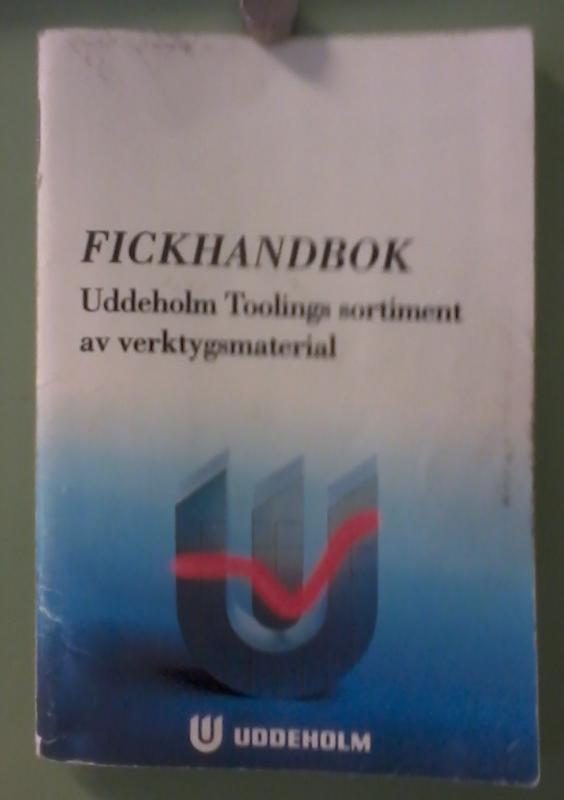 FICKHANDBOK
Uddeholm Toolings sortiment
av verktygsmaterial
UDDEHOLM